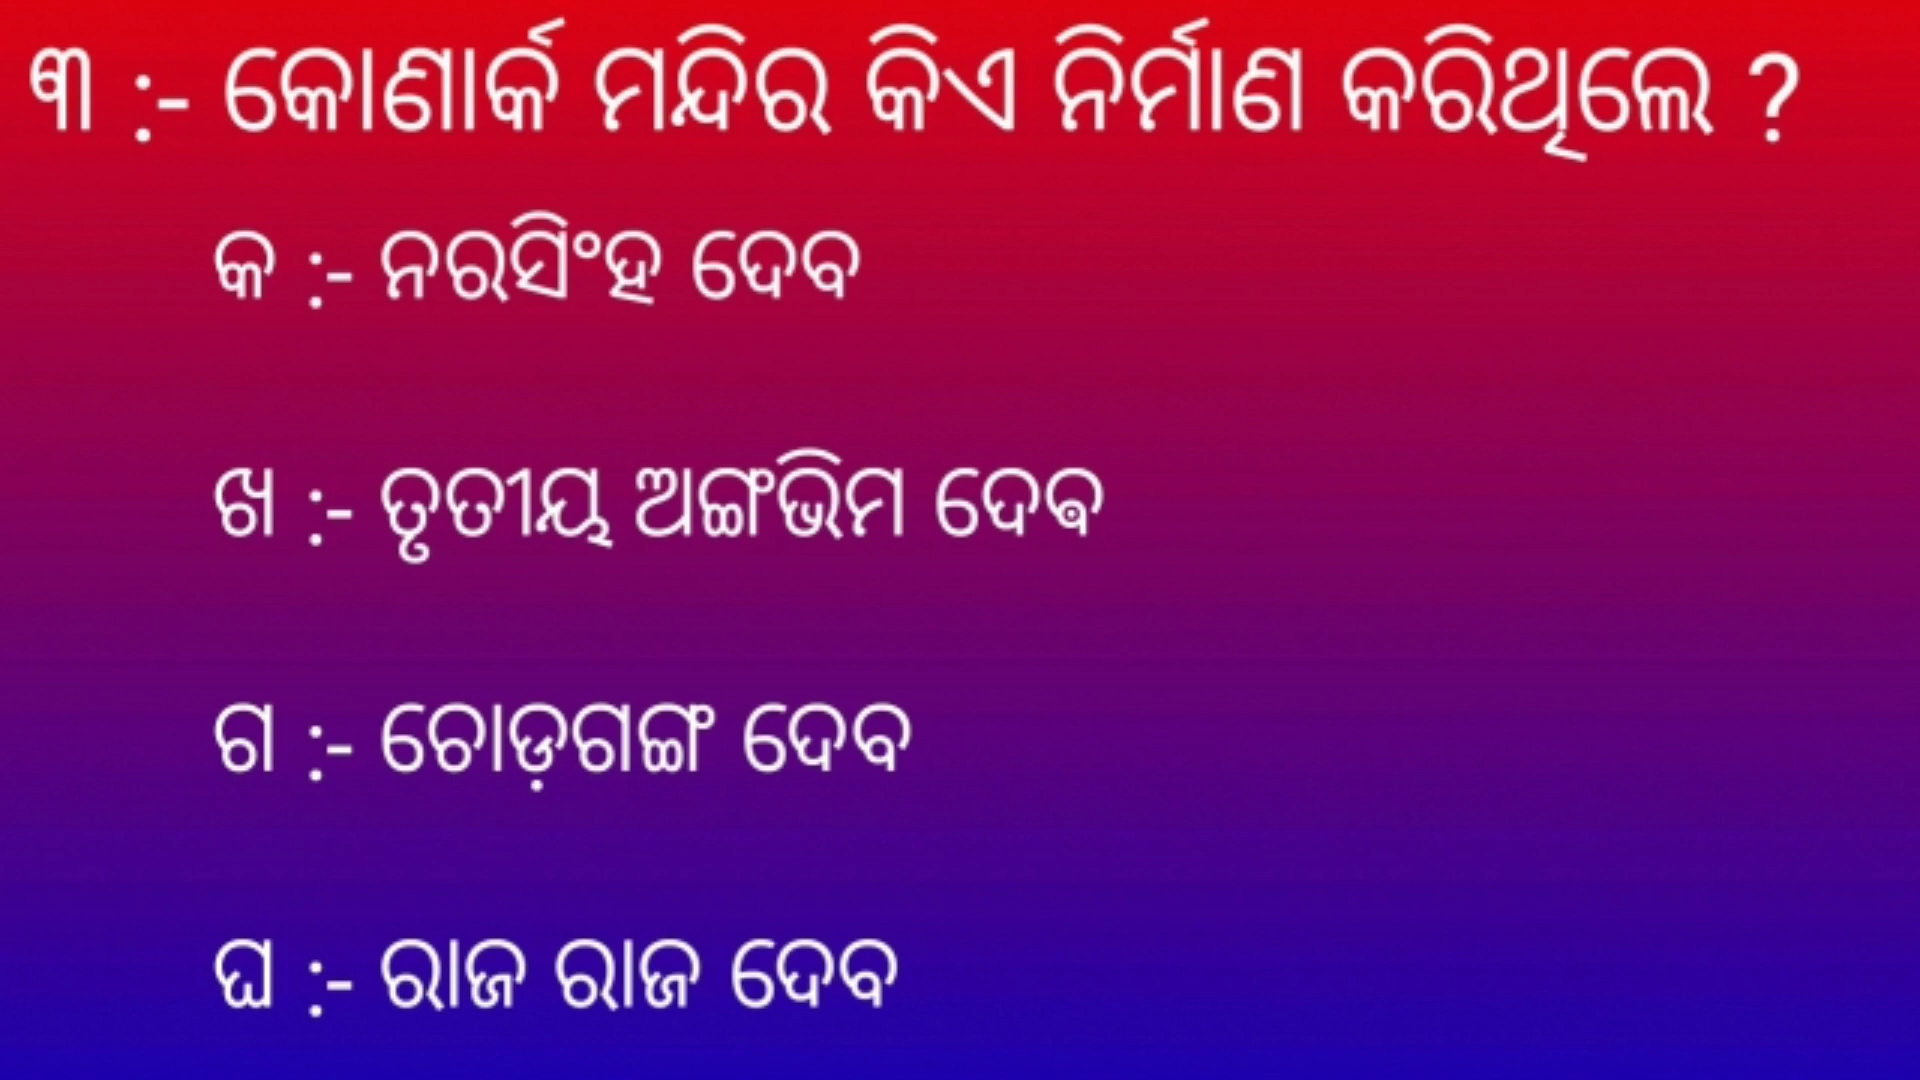 ୩ :- କୋଣାର୍କ ମନ୍ଦିର କିଏ ନିର୍ମାଣ କରିଥିଲେ ?
କ :- ନରସିଂହ ଦେବ
ଖ :- ତୃତୀୟ ଅଙ୍ଗଭିମ ଦେଵ
ଗ :- ଚୋଡ଼ଗଙ୍ଗ ଦେବ
ଘ :- ରାଜ ରାଜ ଦେବ